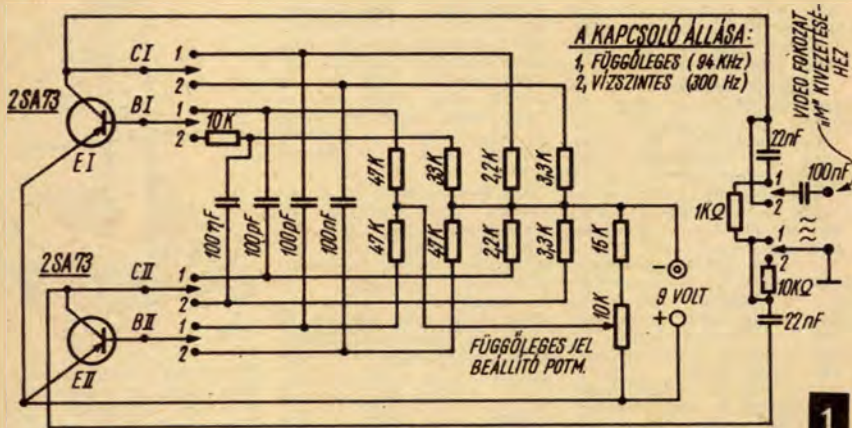 A KAPCSOLÓ ÁLLÁSA:
1, FÜGGŐLEGES (94 KHz)
2, VÍZSZINTES (300 Hz)
VIDEO FOKOZAT
„M" KIVEZETÉSÉ-
HEZ
2SA73
CI
1
2
BI
1
2
10K
EI
47K
33K
2,2K
3,3K
22nF
100nF
1
2
1KΩ
1
2
10KΩ
22nF
100nF
100pF
100pF
100nF
47K
47K
2,2K
3,3K
15K
10K
-
9 VOLT
+
2SA73
CII
1
2
BII
1
2
EII
FÜGGŐLEGES JEL
BEÁLLÍTÓ POTM.
1